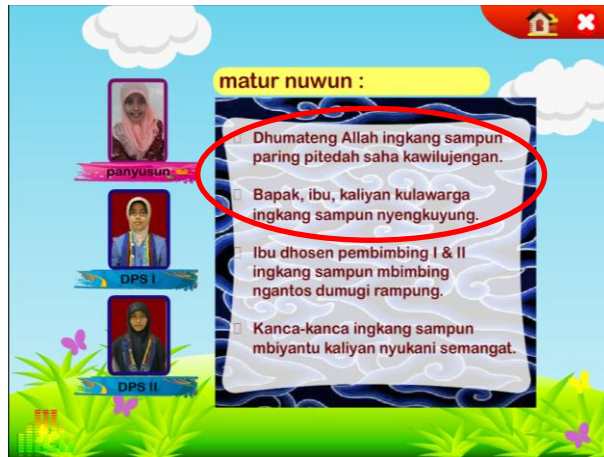 matur nuwun :
Dhumateng Allah ingkang sampun
paring pitedah saha kawilujengan.
Bapak, ibu, kaliyan kulawarga
ingkang sampun nyengkuyung.
Ibu dhosen pembimbing I & II
ingkang sampun mbimbing
ngantos dumugi rampung.
Kanca-kanca ingkang sampun
mbiyantu kaliyan nyukani semangat.
panyusun
DPS I
DPS II